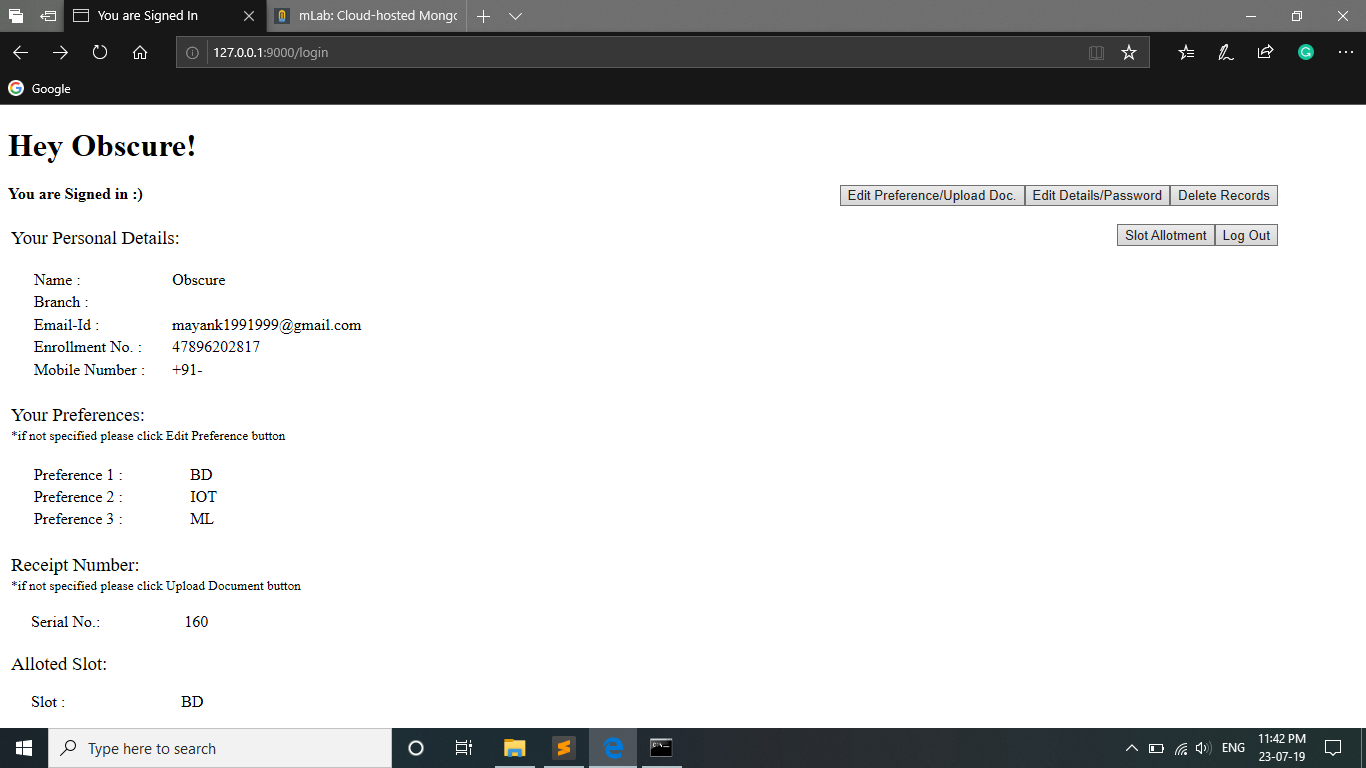 You are Signed In
mLab: Cloud-hosted Mongo
127.0.0.1:9000/login
G
Google
Hey Obscure!
You are Signed in :)
Edit Preference/Upload Doc. Edit Details/Password Delete Records
Slot Allotment Log Out
Your Personal Details:
Name : Obscure
Branch :
Email-Id : mayank1991999@gmail.com
Enrollment No. : 47896202817
Mobile Number : +91-
Your Preferences:
*if not specified please click Edit Preference button
Preference 1 : BD
Preference 2 : IOT
Preference 3 : ML
Receipt Number:
*if not specified please click Upload Document button
Serial No.: 160
Alloted Slot:
Slot : BD
Type here to search
ENG
11:42 PM
23-07-19